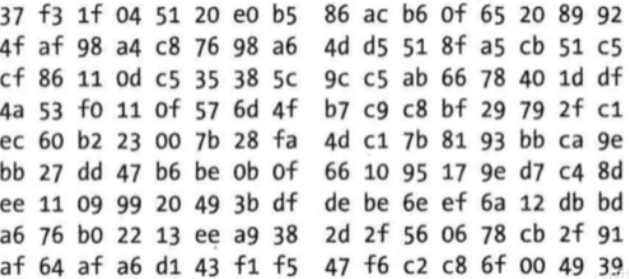 37 f3 1f 04 51 20 e0 b5 86 ac b6 0f 65 20 89 92
4f af 98 a4 c8 76 98 a6 4d d5 51 8f a5 cb 51 c5
cf 86 11 0d c5 35 38 5c 9c c5 ab 66 78 40 1d df
4a 53 f0 11 0f 57 6d 4f b7 c9 c8 bf 29 79 2f c1
ec 60 b2 23 00 7b 28 fa 4d c1 7b 81 93 bb ca 9e
bb 27 dd 47 b6 be 0b 0f 66 10 95 17 9e d7 c4 8d
ee 11 09 99 20 49 3b df de be 6e ef 6a 12 db bd
a6 76 b0 22 13 ee a9 38 2d 2f 56 06 78 cb 2f 91
af 64 af a6 d1 43 f1 f5 47 f6 c2 c8 6f 00 49 39